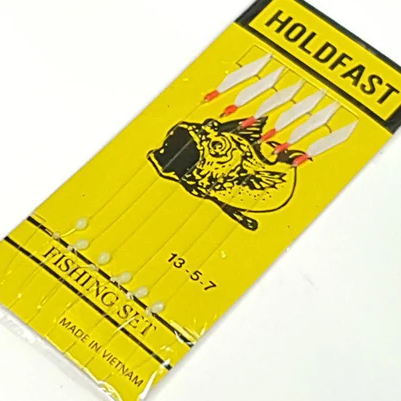 HOLDFAST
13-5-7
FISHING SET
MADE IN VIETNAM